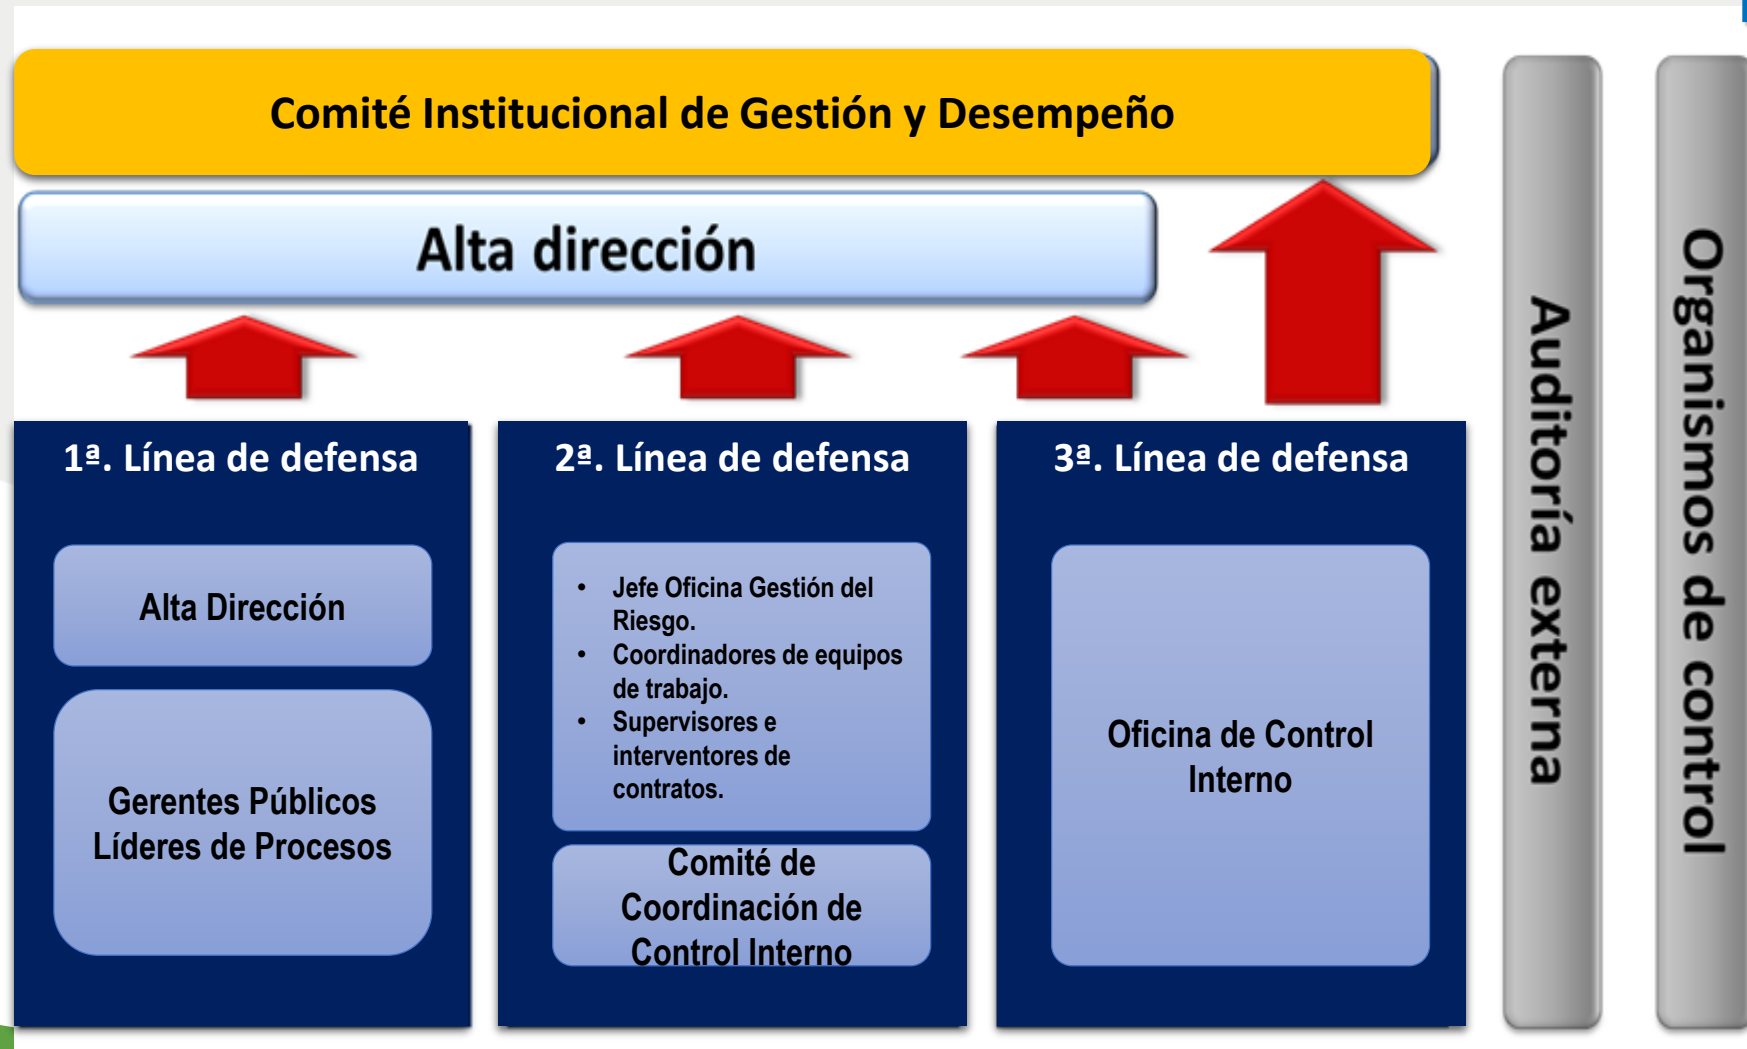 Comité Institucional de Gestión y Desempeño
Alta dirección
1ª. Línea de defensa
Alta Dirección
Gerentes Públicos
Líderes de Procesos
2ª. Línea de defensa
• Jefe Oficina Gestión del
Riesgo.
• Coordinadores de equipos
de trabajo.
• Supervisores e
interventores de
contratos.
Comité de
Coordinación de
Control Interno
3ª. Línea de defensa
Oficina de Control
Interno
Auditoría externa
Organismos de control